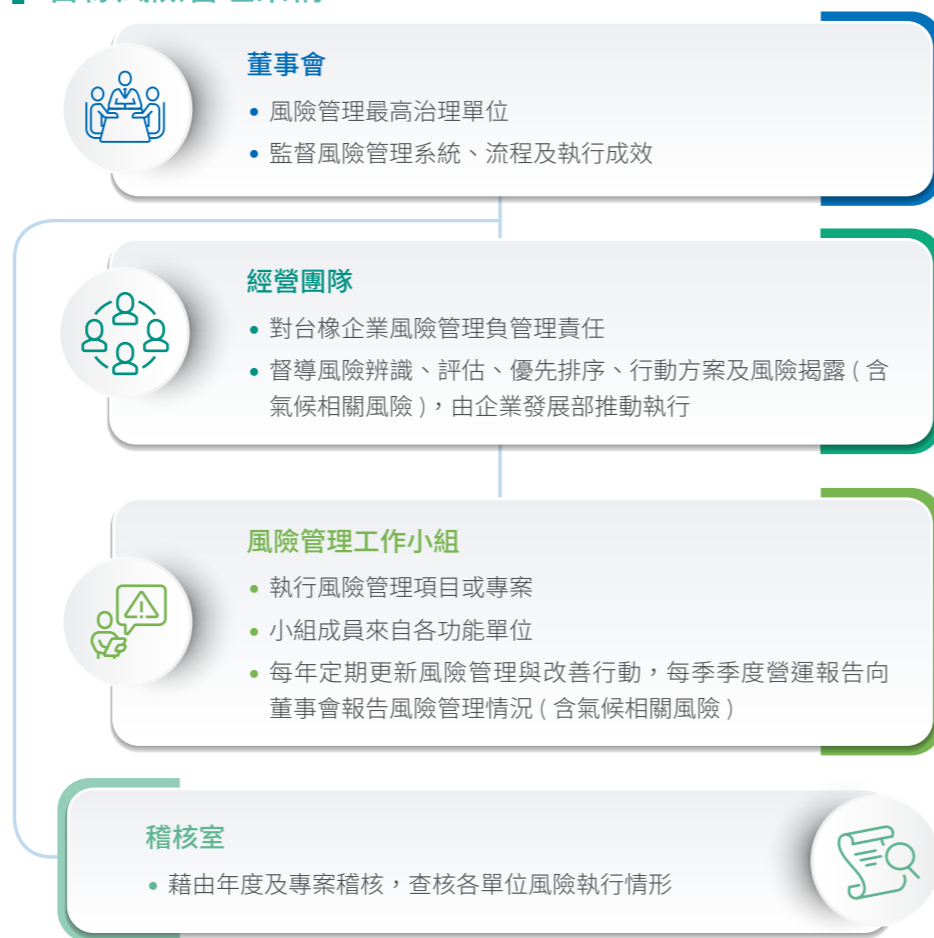 董事會
• 風險管理最高治理單位
• 監督風險管理系統、流程及執行成效
經營團隊
• 對台橡企業風險管理負管理責任
• 督導風險辨識、評估、優先排序、行動方案及風險揭露 ( 含
氣候相關風險 )，由企業發展部推動執行
風險管理工作小組
• 執行風險管理項目或專案
• 小組成員來自各功能單位
• 每年定期更新風險管理與改善行動，每季季度營運報告向
董事會報告風險管理情況 ( 含氣候相關風險 )
稽核室
• 藉由年度及專案稽核，查核各單位風險執行情形